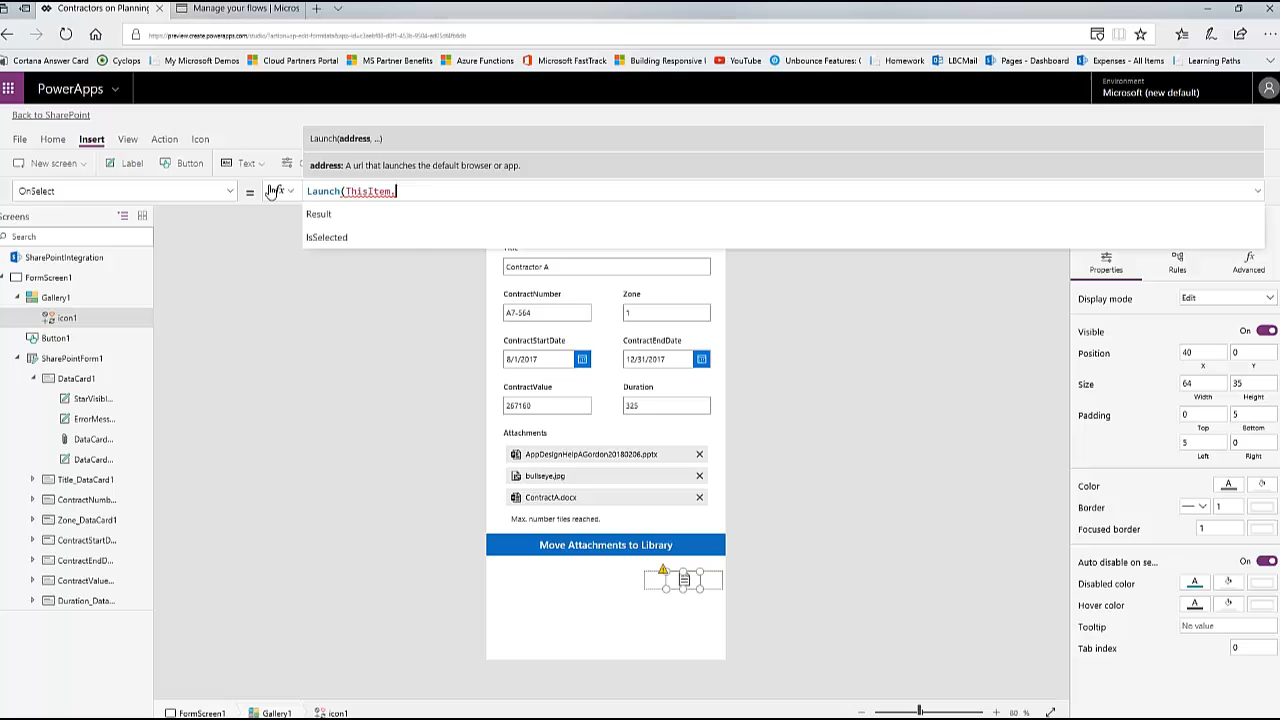 Contractors on Planning
Manage your flows | Micros
Cortana Answer Card
Cyclops
My Microsoft Demos
Cloud Partners Portal
MS Partner Benefits
Azure Functions
Microsoft FastTrack
Building Responsive I
YouTube
Unbounce Features: C
Homework
LBCMail
Pages - Dashboard
Expenses - All Items
Learning Paths
PowerApps
Environment
Microsoft (new default)
Back to SharePoint
File Home Insert View Action Icon
Launch(address, ...)
New screen Label Button Text
address: A url that launches the default browser or app.
OnSelect = fx Launch(ThisItem.
Result
IsSelected
Screens
Search
SharePointIntegration
FormScreen1
Gallery1
icon1
Button1
SharePointForm1
DataCard1
StarVisibl...
ErrorMess...
DataCard...
DataCard...
Title_DataCard1
ContractNumb...
Zone_DataCard1
ContractStartD...
ContractEndD...
ContractValue...
Duration_Data...
Contractor A
ContractNumber Zone
A7-564 1
ContractStartDate ContractEndDate
8/1/2017 12/31/2017
ContractValue Duration
267160 325
Attachments
AppDesignHelpAGordon20180206.pptx
bullseye.jpg
ContractA.docx
Max. number files reached.
Move Attachments to Library
Properties Rules Advanced
Display mode Edit
Visible On
Position 40 0
X Y
Size 64 35
Width Height
Padding 0 5
Top Bottom
5 0
Left Right
Color A
Border 1
Focused border 1
Auto disable on se... On
Disabled color A
Hover color A
Tooltip No value
Tab index 0
FormScreen1 Gallery1 icon1
80 %